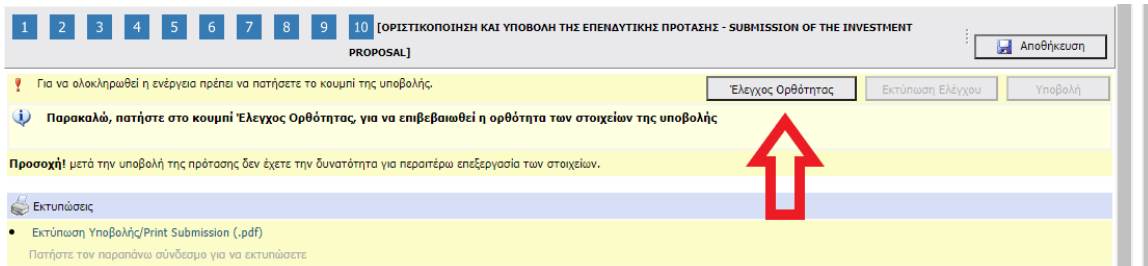 1 2 3 4 5 6 7 8 9 10 [ΟΡΙΣΤΙΚΟΠΟΙΗΣΗ ΚΑΙ ΥΠΟΒΟΛΗ ΤΗΣ ΕΠΕΝΔΥΤΙΚΗΣ ΠΡΟΤΑΣΗΣ - SUBMISSION OF THE INVESTMENT
PROPOSAL]
Αποθήκευση
Για να ολοκληρωθεί η ενέργεια πρέπει να πατήσετε το κουμπί της υποβολής.
Έλεγχος Ορθότητας Εκτύπωση Ελέγχου Υποβολή
Παρακαλώ, πατήστε στο κουμπί Έλεγχος Ορθότητας, για να επιβεβαιωθεί η ορθότητα των στοιχείων της υποβολής
Προσοχή! μετά την υποβολή της πρότασης δεν έχετε την δυνατότητα για περαιτέρω επεξεργασία των στοιχείων.
Εκτυπώσεις
Εκτύπωση Υποβολής/Print Submission (.pdf)
Πατήστε τον παραπάνω σύνδεσμο για να εκτυπώσετε